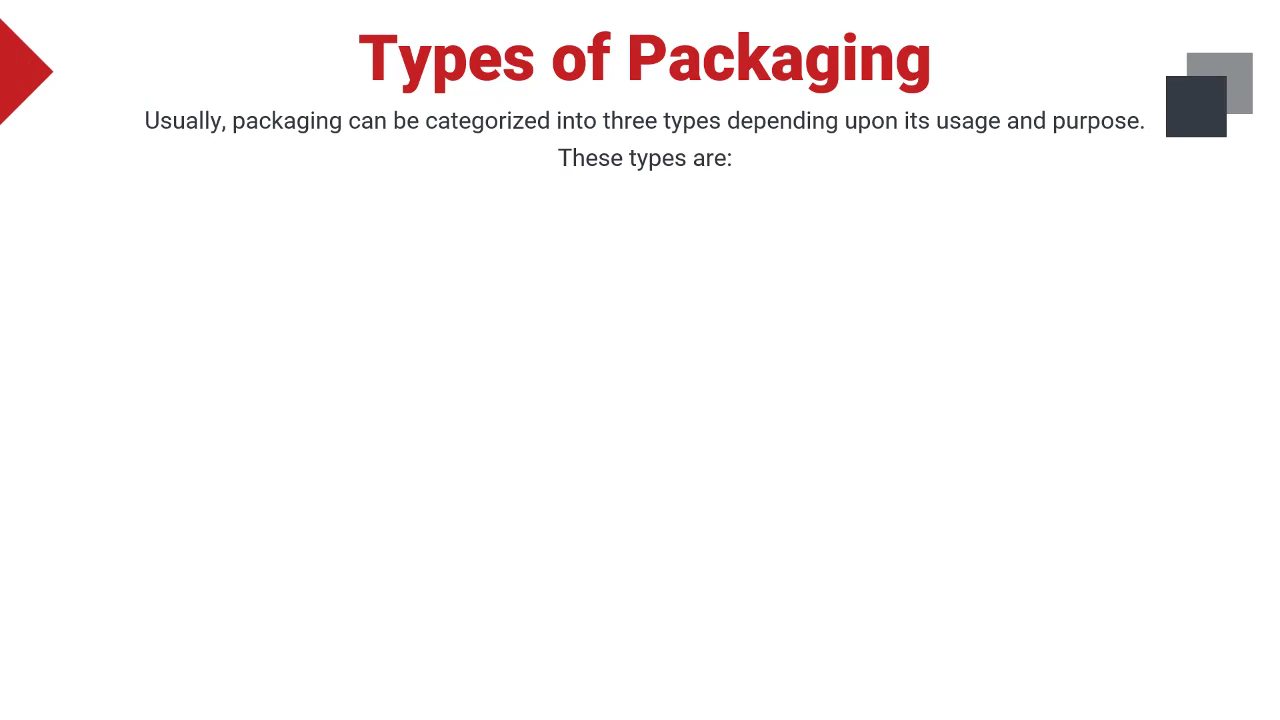 Types of Packaging
Usually, packaging can be categorized into three types depending upon its usage and purpose.
These types are: